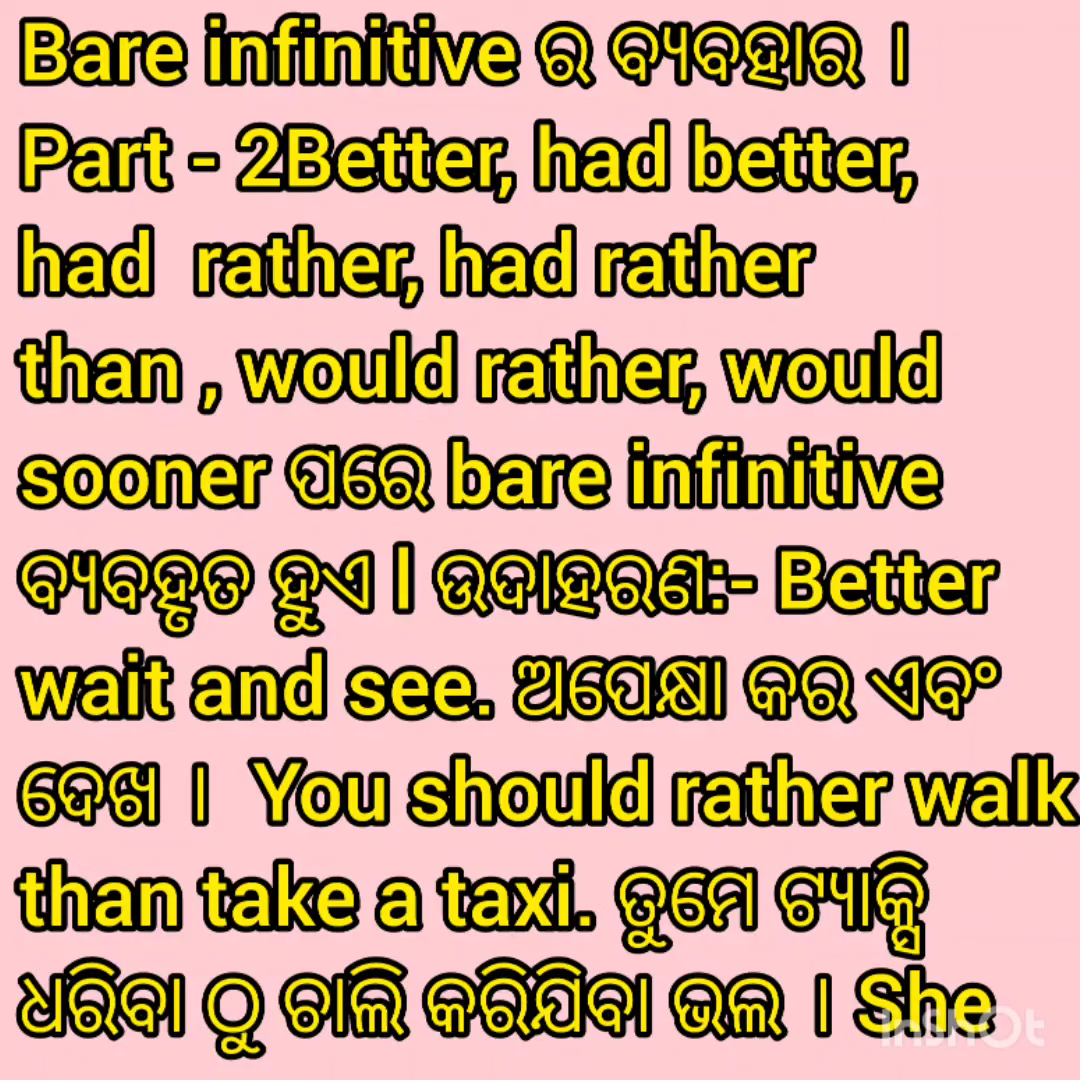 Bare infinitive ର ବ୍ୟବହାର ।
Part - 2Better, had better,
had rather, had rather
than , would rather, would
sooner ପରେ bare infinitive
ବ୍ୟବହୃତ ହୁଏ l ଉଦାହରଣ:- Better
wait and see. ଅପେକ୍ଷା କର ଏବଂ
ଦେଖ । You should rather walk
than take a taxi. ତୁମେ ଟ୍ୟାକ୍ସି
ଧରିବା ଠୁ ଚାଲି କରିଯିବା ଭଲ । She
InShOt